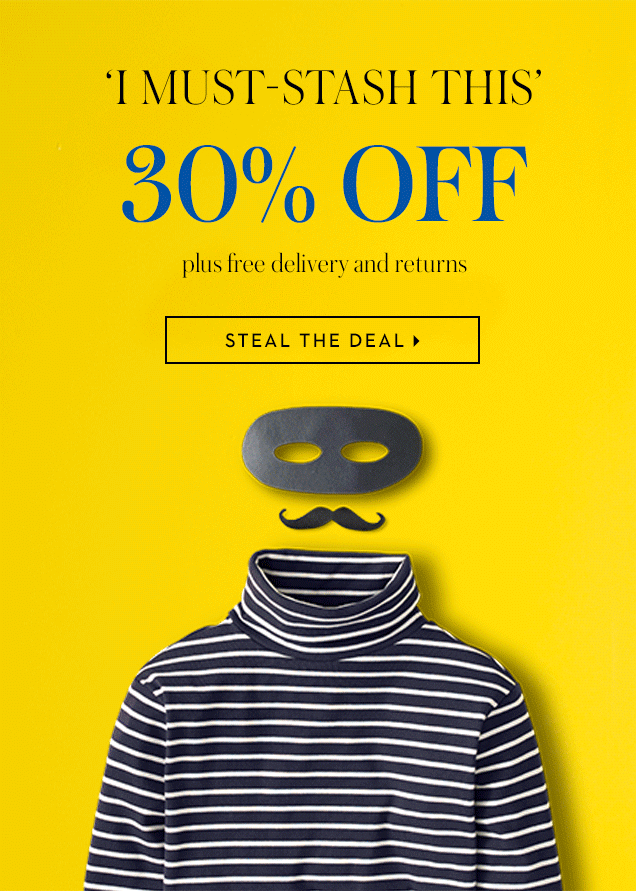 ‘I MUST-STASH THIS’
30% OFF
plus free delivery and returns
STEAL THE DEAL